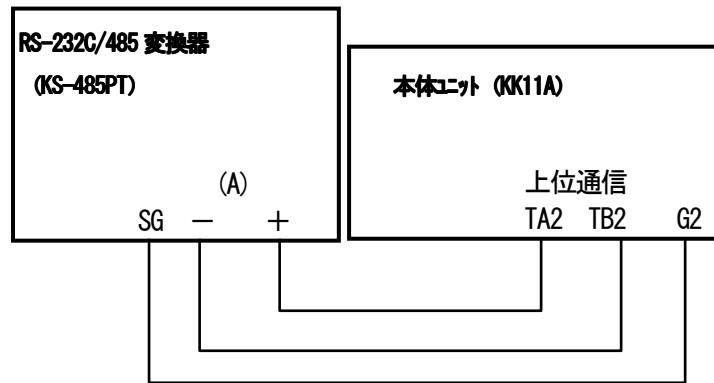 RS-232C/485 変換器
(KS-485PT)
(A)
SG － ＋
本体ﾕﾆｯﾄ (KK11A)
上位通信
TA2 TB2 G2